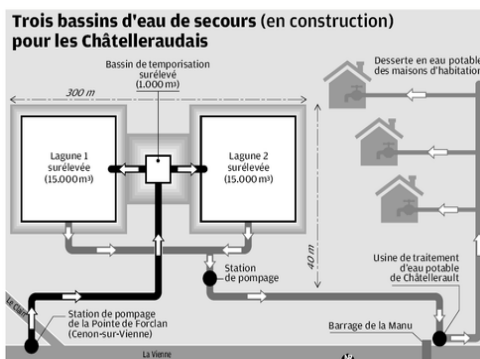 Trois bassins d'eau de secours (en construction)
pour les Châtelleraudais
Bassin de temporisation
surélevé
(1.000 m³)
Desserte en eau potable
des maisons d'habitation
300 m
Lagune 1
surélevée
(15.000 m³)
Lagune 2
surélevée
(15.000 m³)
40 m
Station
de pompage
Usine de traitement
d'eau potable
de Châtellerault
Le Clain
Station de pompage
de la Pointe de Forclan
(Cenon-sur-Vienne)
Barrage de la Manu
La Vienne